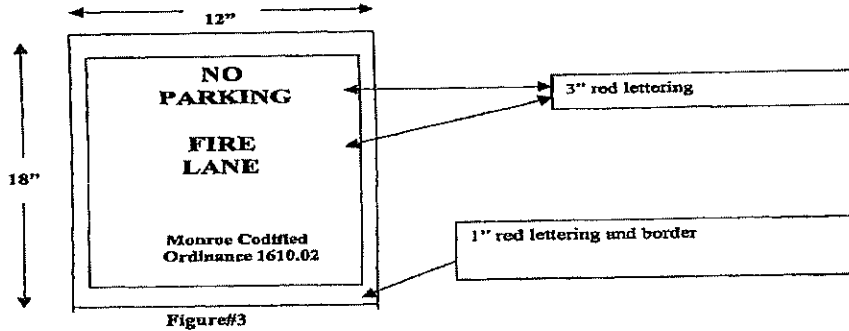 12”
NO
PARKING
3” red lettering
FIRE
LANE
18”
Monroe Codified
Ordinance 1610.02
1” red lettering and border
Figure#3